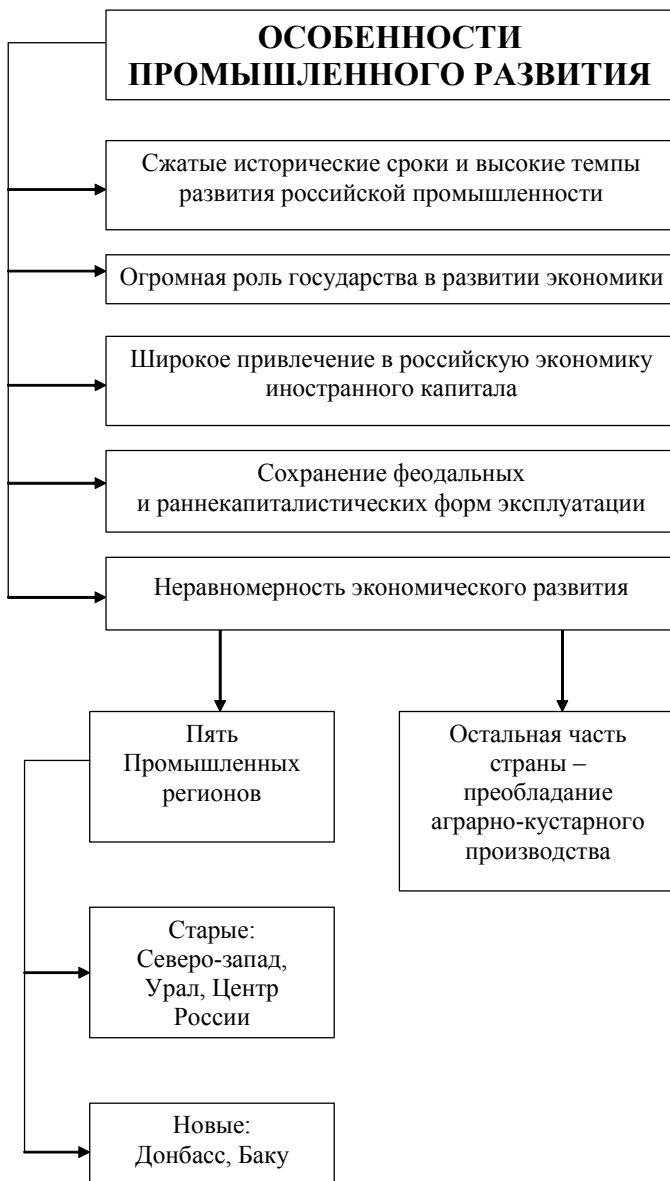 ОСОБЕННОСТИ
ПРОМЫШЛЕННОГО РАЗВИТИЯ
Сжатые исторические сроки и высокие темпы
развития российской промышленности
Огромная роль государства в развитии экономики
Широкое привлечение в российскую экономику
иностранного капитала
Сохранение феодальных
и раннекапиталистических форм эксплуатации
Неравномерность экономического развития
Пять
Промышленных
регионов
Остальная часть
страны –
преобладание
аграрно-кустарного
производства
Старые:
Северо-запад,
Урал, Центр
России
Новые:
Донбасс, Баку